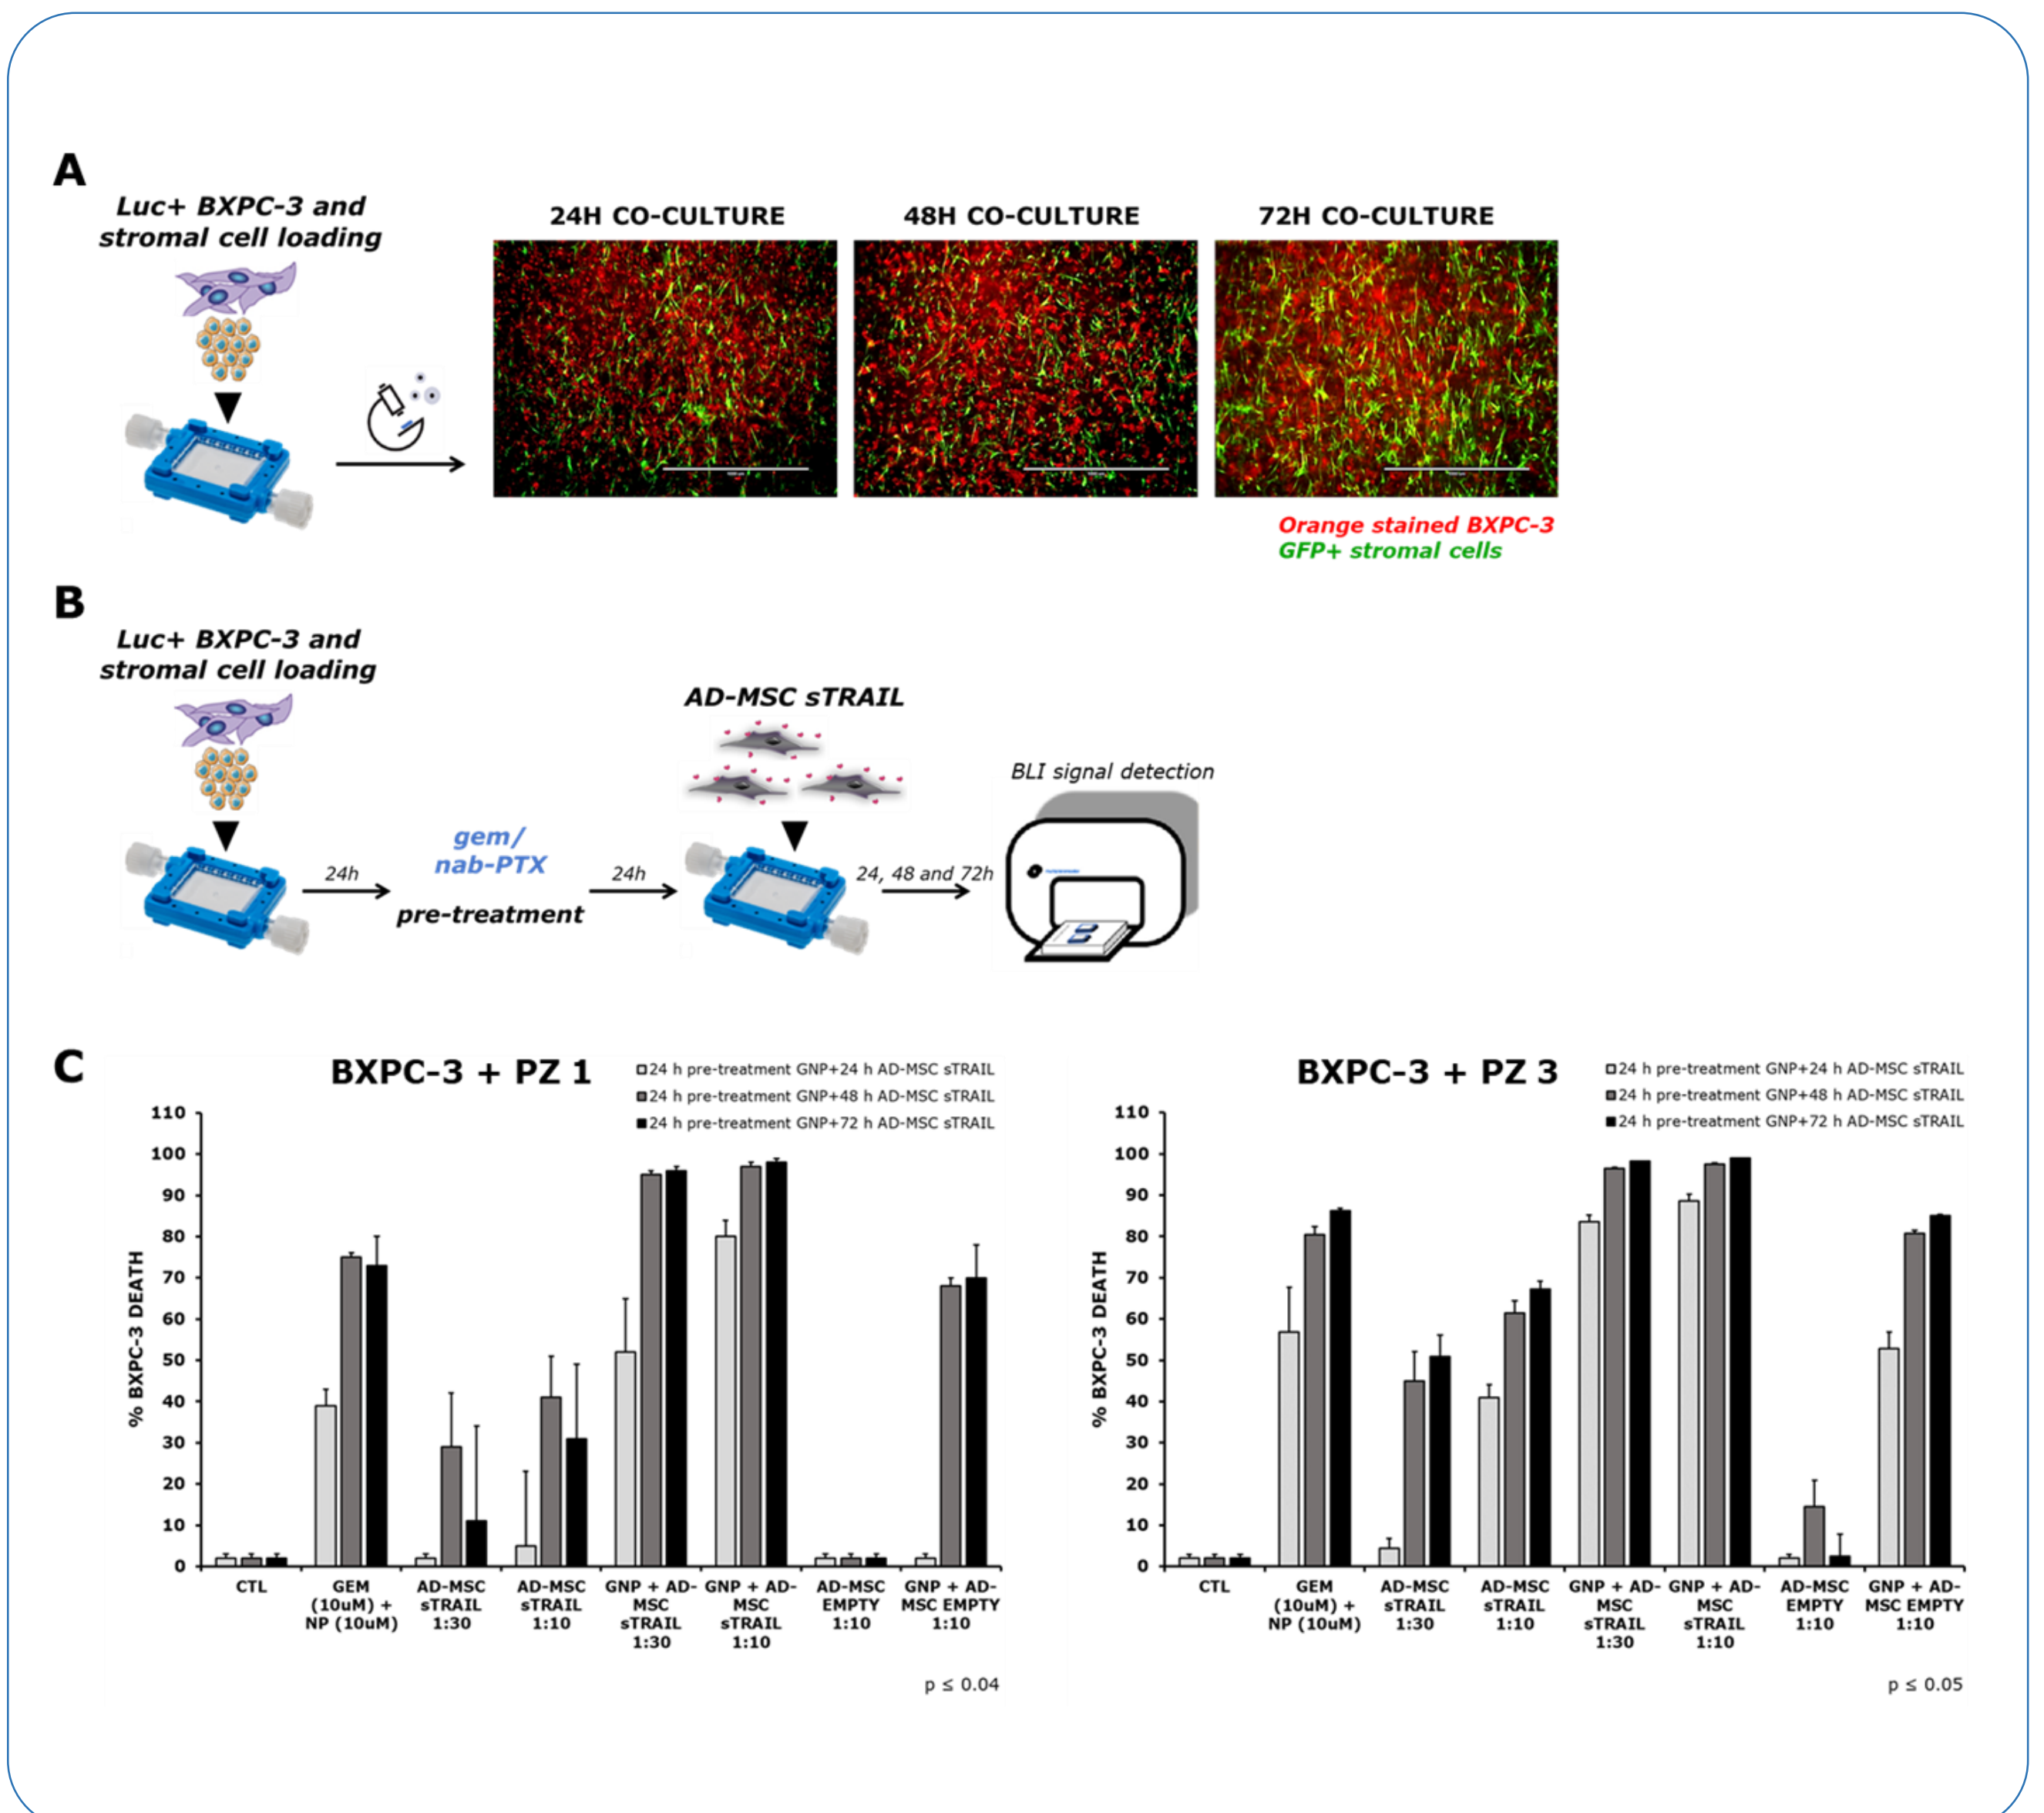 A
Luc+ BXPC-3 and
stromal cell loading
24H CO-CULTURE
48H CO-CULTURE
72H CO-CULTURE
Orange stained BXPC-3
GFP+ stromal cells
B
Luc+ BXPC-3 and
stromal cell loading
24h
gem/
nab-PTX
pre-treatment
24h
AD-MSC sTRAIL
24, 48 and 72h
BLI signal detection
C
BXPC-3 + PZ 1
24 h pre-treatment GNP+24 h AD-MSC sTRAIL
24 h pre-treatment GNP+48 h AD-MSC sTRAIL
24 h pre-treatment GNP+72 h AD-MSC sTRAIL
% BXPC-3 DEATH
110
100
90
80
70
60
50
40
30
20
10
0
CTL
GEM
(10uM) +
NP (10uM)
AD-MSC
sTRAIL
1:30
AD-MSC
sTRAIL
1:10
GNP + AD-
MSC
sTRAIL
1:30
GNP + AD-
MSC
sTRAIL
1:10
AD-MSC
EMPTY
1:10
GNP + AD-
MSC EMPTY
1:10
p ≤ 0.04
BXPC-3 + PZ 3
24 h pre-treatment GNP+24 h AD-MSC sTRAIL
24 h pre-treatment GNP+48 h AD-MSC sTRAIL
24 h pre-treatment GNP+72 h AD-MSC sTRAIL
% BXPC-3 DEATH
110
100
90
80
70
60
50
40
30
20
10
0
CTL
GEM
(10uM) +
NP (10uM)
AD-MSC
sTRAIL
1:30
AD-MSC
sTRAIL
1:10
GNP + AD-
MSC
sTRAIL
1:30
GNP + AD-
MSC
sTRAIL
1:10
AD-MSC
EMPTY
1:10
GNP + AD-
MSC EMPTY
1:10
p ≤ 0.05